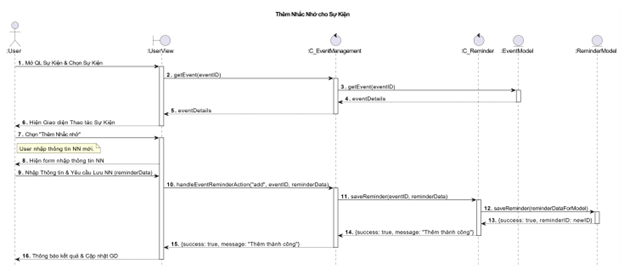 Thêm Nhắc Nhở cho Sự Kiện
:User
:UserView
:C_EventManagement
:C_Reminder
:EventModel
:ReminderModel
1. Mở QL Sự Kiện & Chọn Sự Kiện
2. getEvent(eventID)
3. getEvent(eventID)
4. eventDetails
5. eventDetails
6. Hiện Giao diện Thao tác Sự Kiện
7. Chọn "Thêm Nhắc nhở"
User nhập thông tin NN mới.
8. Hiện form nhập thông tin NN
9. Nhập Thông tin & Yêu cầu Lưu NN (reminderData)
10. handleEventReminderAction("add", eventID, reminderData)
11. saveReminder(eventID, reminderData)
12. saveReminder(reminderDataForModel)
13. {success: true, reminderID: newID}
14. {success: true, message: "Thêm thành công"}
15. {success: true, message: "Thêm thành công"}
16. Thông báo kết quả & Cập nhật GD